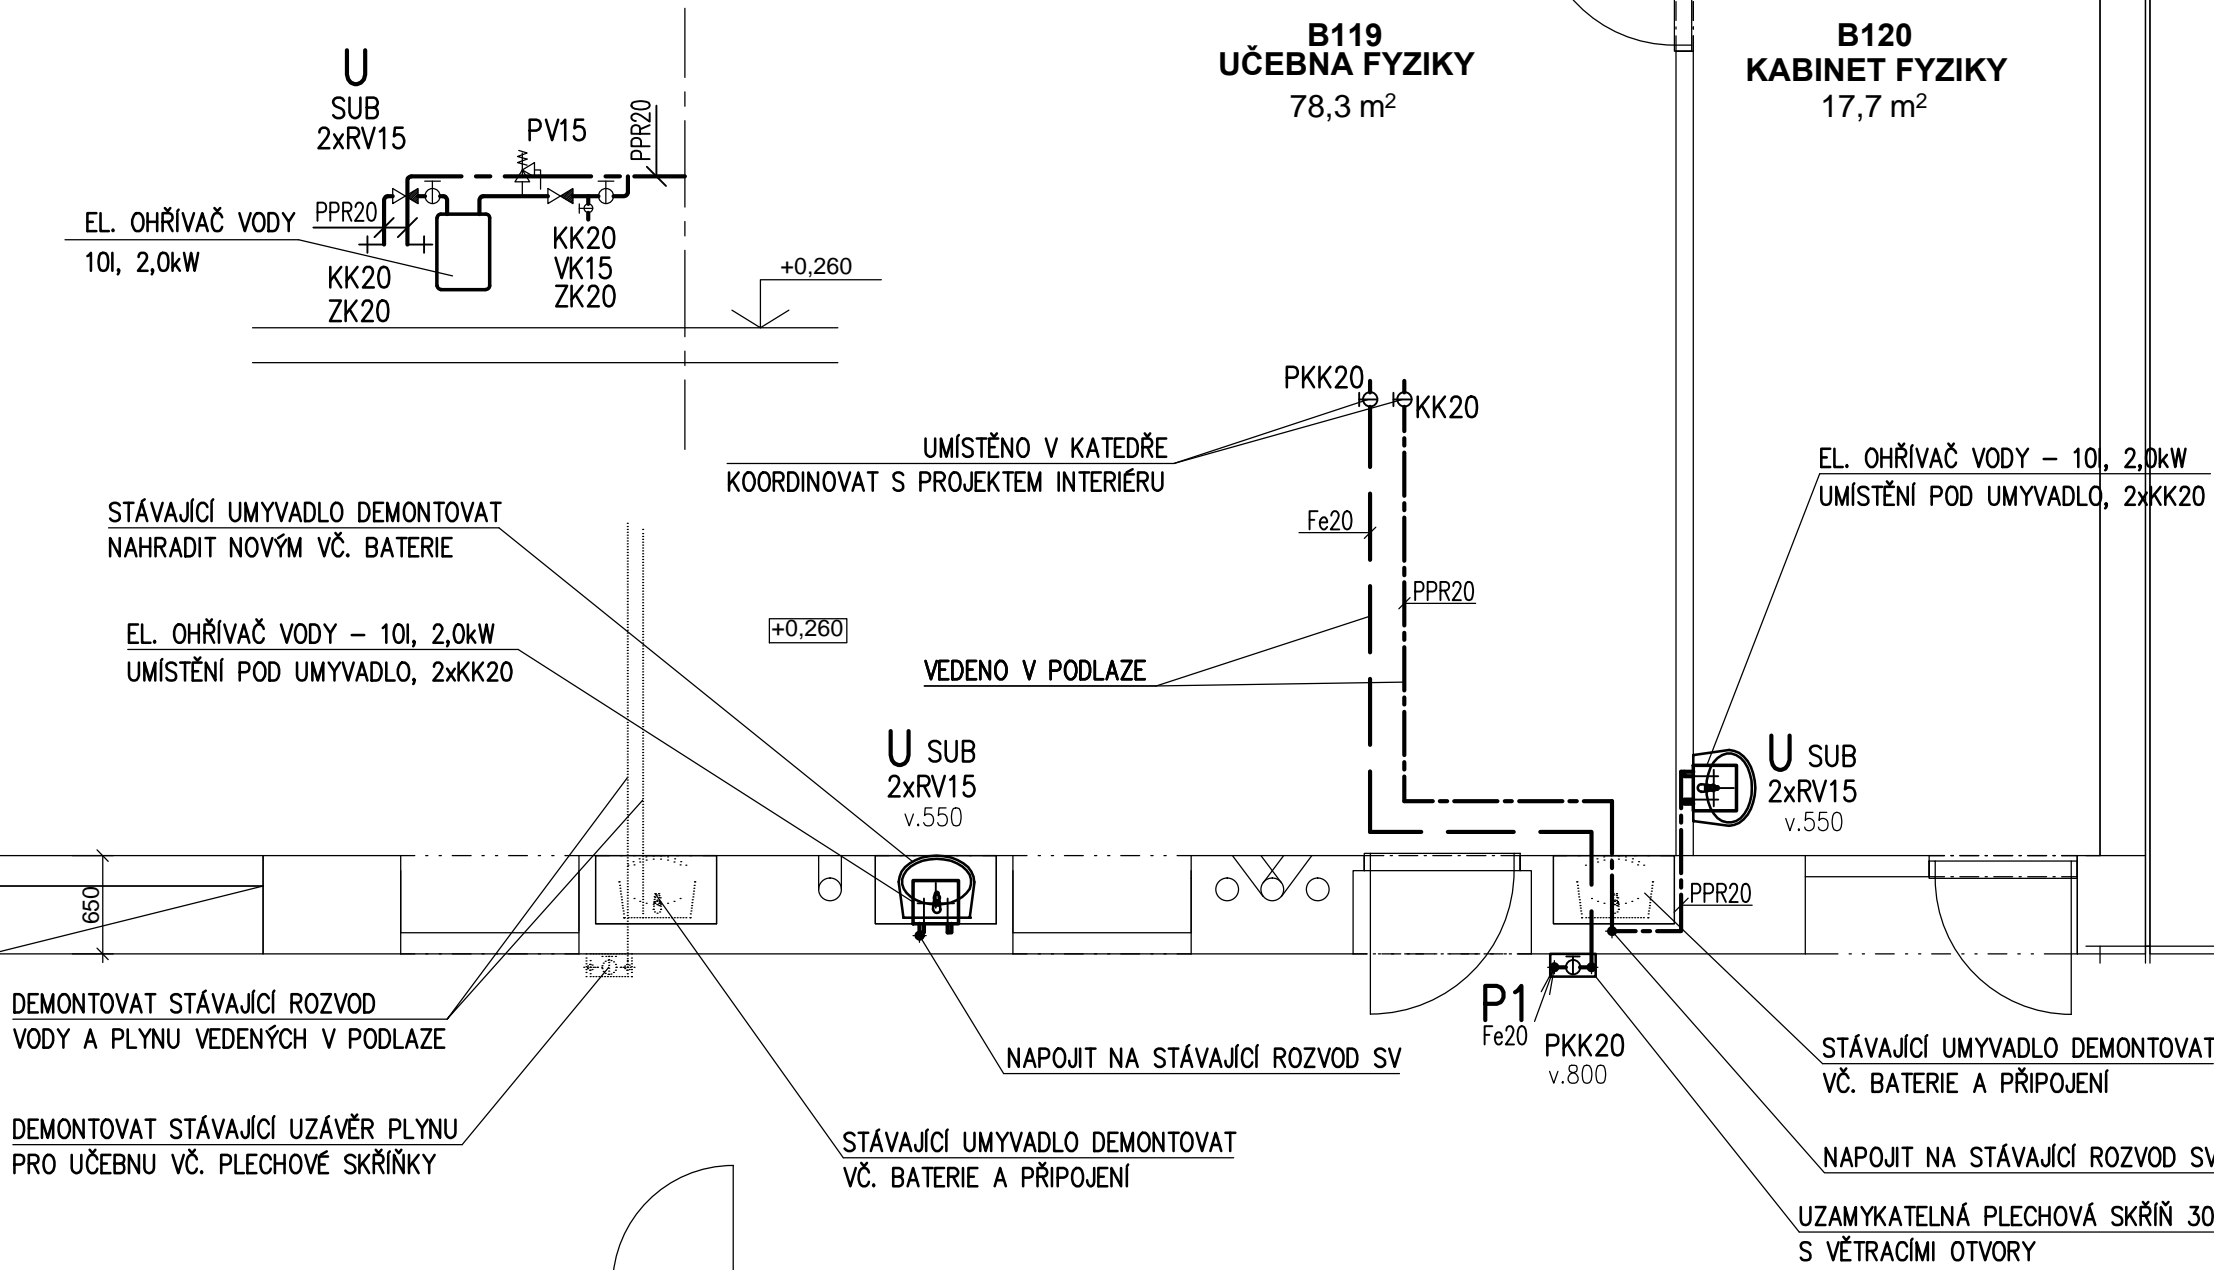 B119
UČEBNA FYZIKY
78,3 m²
B120
KABINET FYZIKY
17,7 m²
U
SUB
2xRV15
PV15
PPR20
PPR20
EL. OHŘÍVAČ VODY
10l, 2,0kW
KK20
ZK20
KK20
VK15
ZK20
+0,260
PKK20
KK20
UMÍSTĚNO V KATEDŘE
KOORDINOVAT S PROJEKTEM INTERIÉRU
EL. OHŘÍVAČ VODY – 10l, 2,0kW
UMÍSTĚNÍ POD UMYVADLO, 2xKK20
STÁVAJÍCÍ UMYVADLO DEMONTOVAT
NAHRADIT NOVÝM VČ. BATERIE
Fe20
PPR20
EL. OHŘÍVAČ VODY – 10l, 2,0kW
UMÍSTĚNÍ POD UMYVADLO, 2xKK20
+0,260
VEDENO V PODLAZE
U SUB
2xRV15
v.550
U SUB
2xRV15
v.550
650
PPR20
DEMONTOVAT STÁVAJÍCÍ ROZVOD
VODY A PLYNU VEDENÝCH V PODLAZE
P1
Fe20
PKK20
v.800
NAPOJIT NA STÁVAJÍCÍ ROZVOD SV
STÁVAJÍCÍ UMYVADLO DEMONTOVAT
VČ. BATERIE A PŘIPOJENÍ
DEMONTOVAT STÁVAJÍCÍ UZÁVĚR PLYNU
PRO UČEBNU VČ. PLECHOVÉ SKŘÍŇKY
STÁVAJÍCÍ UMYVADLO DEMONTOVAT
VČ. BATERIE A PŘIPOJENÍ
NAPOJIT NA STÁVAJÍCÍ ROZVOD SV
UZAMYKATELNÁ PLECHOVÁ SKŘÍŇ 30
S VĚTRACÍMI OTVORY